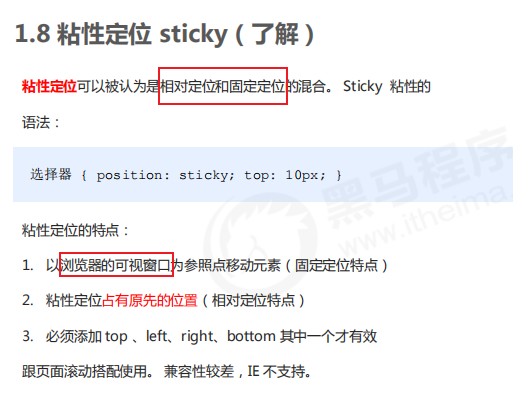 1.8 粘性定位 sticky（了解）
粘性定位可以被认为是相对定位和固定定位的混合。 Sticky 粘性的
语法：
选择器 { position: sticky; top: 10px; }
粘性定位的特点：
1. 以浏览器的可视窗口为参照点移动元素（固定定位特点）
2. 粘性定位占有原先的位置（相对定位特点）
3. 必须添加 top 、left、right、bottom 其中一个才有效
跟页面滚动搭配使用。 兼容性较差，IE 不支持。
黑马程序
www.itheima